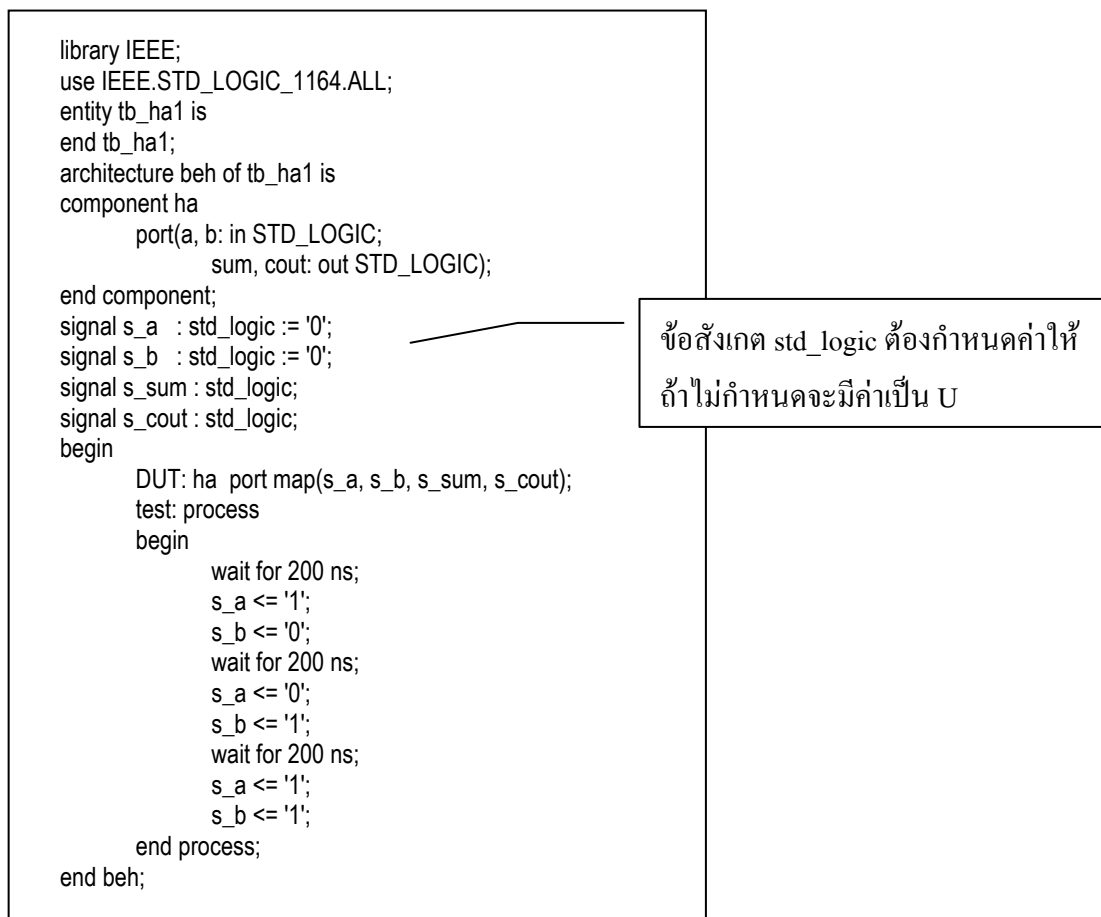 library IEEE;
use IEEE.STD_LOGIC_1164.ALL;
entity tb_ha1 is
end tb_ha1;
architecture beh of tb_ha1 is
component ha
port(a, b: in STD_LOGIC;
sum, cout: out STD_LOGIC);
end component;
signal s_a : std_logic := '0';
signal s_b : std_logic := '0';
signal s_sum : std_logic;
signal s_cout : std_logic;
begin
DUT: ha port map(s_a, s_b, s_sum, s_cout);
test: process
begin
wait for 200 ns;
s_a <= '1';
s_b <= '0';
wait for 200 ns;
s_a <= '0';
s_b <= '1';
wait for 200 ns;
s_a <= '1';
s_b <= '1';
end process;
end beh;
ข้อสังเกต std_logic ต้องกำหนดค่าให้
ถ้าไม่กำหนดจะมีค่าเป็น U